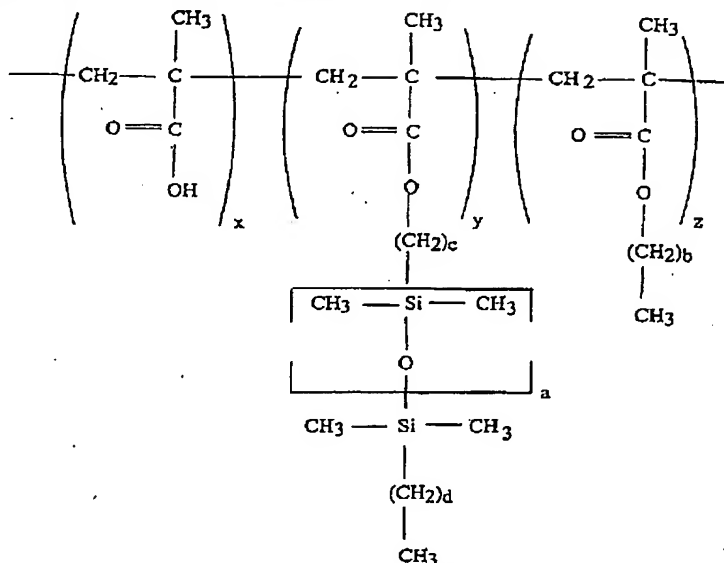 CH3 CH3 CH3
CH2 C CH2 C CH2 C
O C O C O C
OH O O
x y z
(CH2)c (CH2)b
CH3 Si CH3 CH3
O
a
CH3 Si CH3
(CH2)d
CH3